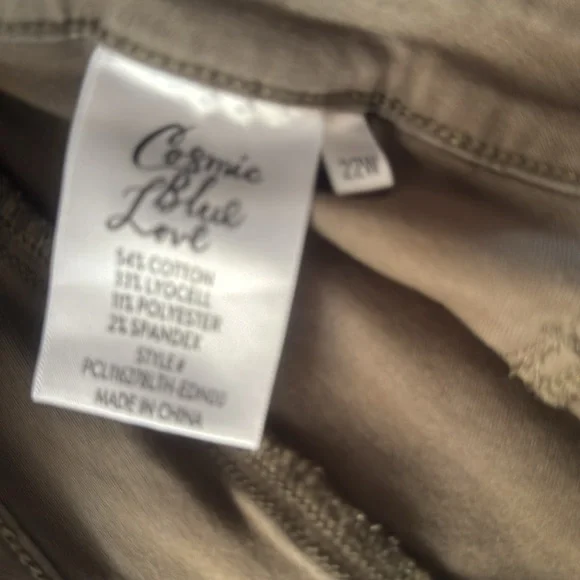 Cosmic
Blue
Love
22W
54% COTTON
33% LYOCELL
11% POLYESTER
2% SPANDEX
STYLE #
MADE IN CHINA